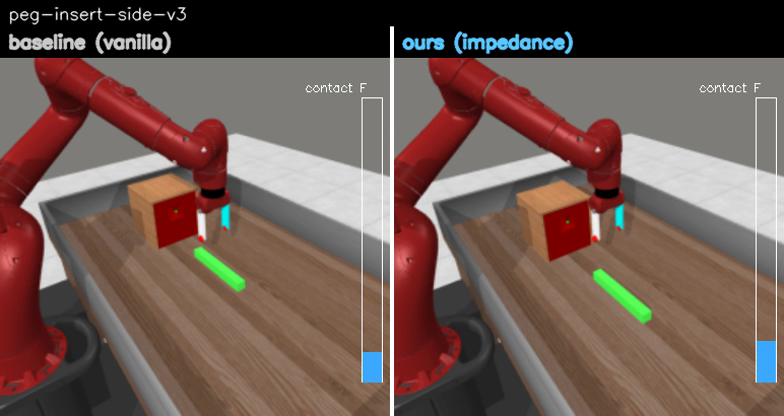 peg-insert-side-v3
baseline (vanilla)
ours (impedance)
contact F
contact F